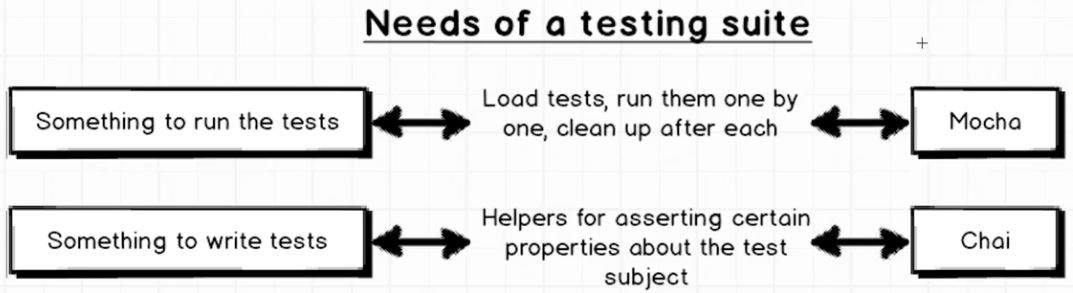 Needs of a testing suite
Something to run the tests
Load tests, run them one by
one, clean up after each
Mocha
Something to write tests
Helpers for asserting certain
properties about the test
subject
Chai